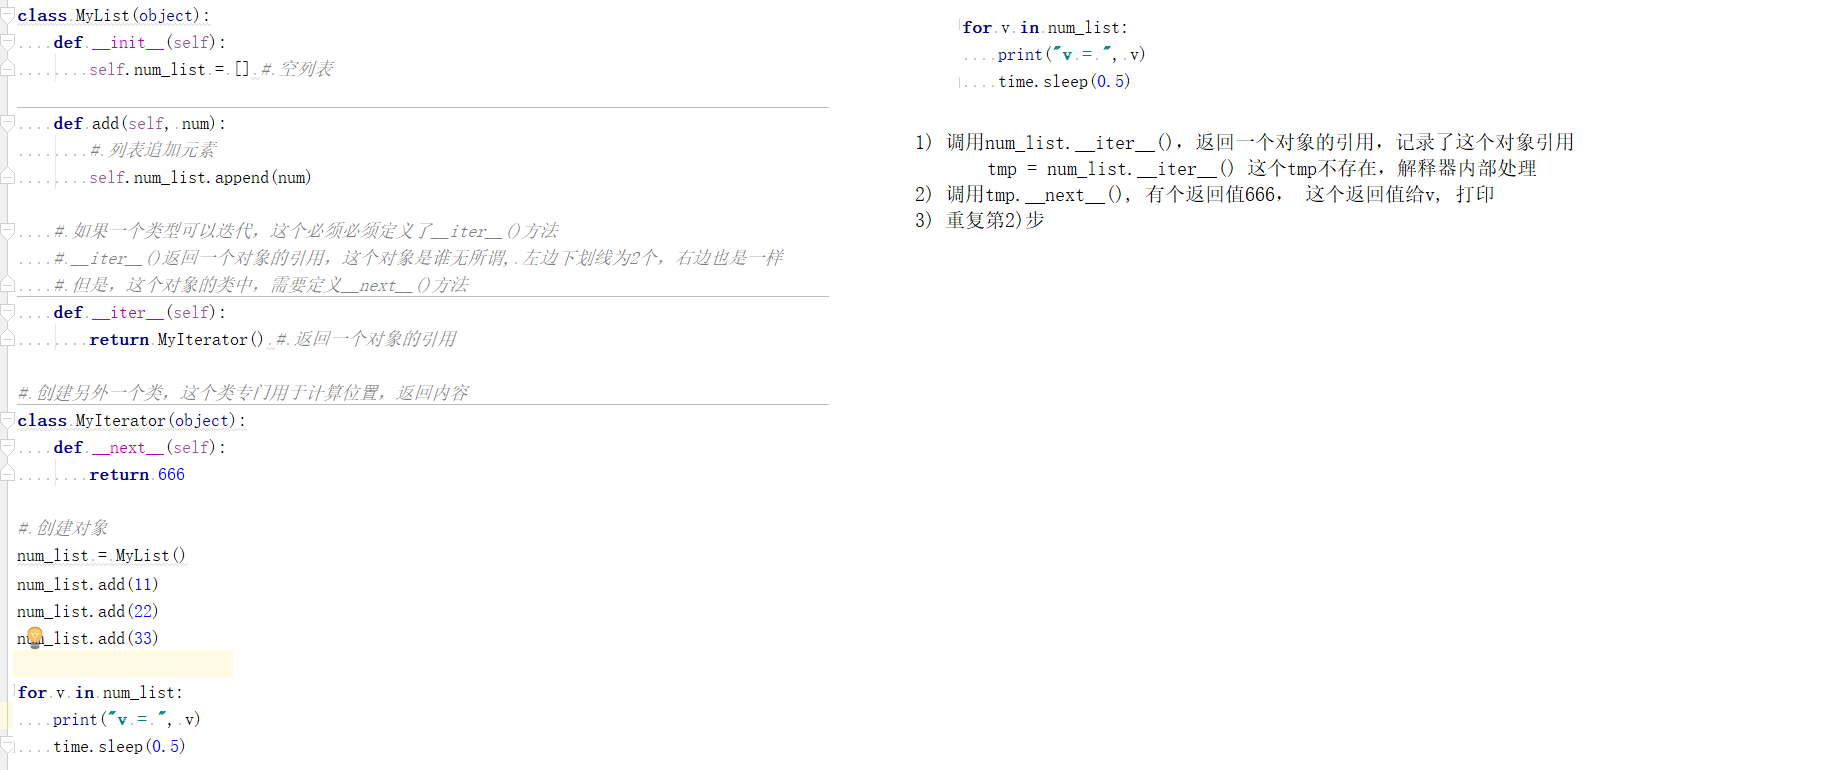 class MyList(object):
    def __init__(self):
        self.num_list = [] # 空列表
    def add(self, num):
        # 列表追加元素
        self.num_list.append(num)
    # 如果一个类型可以迭代，这个必须必须定义了__iter__()方法
    # __iter__()返回一个对象的引用，这个对象是谁无所谓, 左边下划线为2个，右边也是一样
    # 但是，这个对象的类中，需要定义__next__()方法
    def __iter__(self):
        return MyIterator() # 返回一个对象的引用
# 创建另外一个类，这个类专门用于计算位置，返回内容
class MyIterator(object):
    def __next__(self):
        return 666
# 创建对象
num_list = MyList()
num_list.add(11)
num_list.add(22)
num_list.add(33)
for v in num_list:
    print("v = ", v)
    time.sleep(0.5)
for v in num_list:
    print("v = ", v)
    time.sleep(0.5)
1) 调用num_list.__iter__()，返回一个对象的引用，记录了这个对象引用
tmp = num_list.__iter__() 这个tmp不存在，解释器内部处理
2) 调用tmp.__next__(), 有个返回值666， 这个返回值给v, 打印
3) 重复第2)步